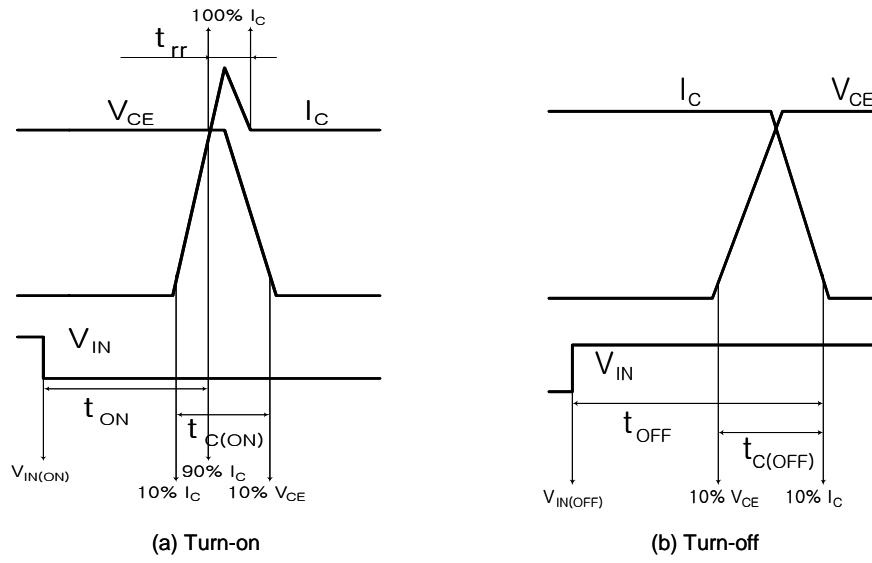 100% I_C
t_rr
V_CE
I_C
V_IN
t_ON
t_C(ON)
V_IN(ON)
90% I_C
10% I_C
10% V_CE
(a) Turn-on
I_C
V_CE
V_IN
t_OFF
t_C(OFF)
V_IN(OFF)
10% V_CE
10% I_C
(b) Turn-off